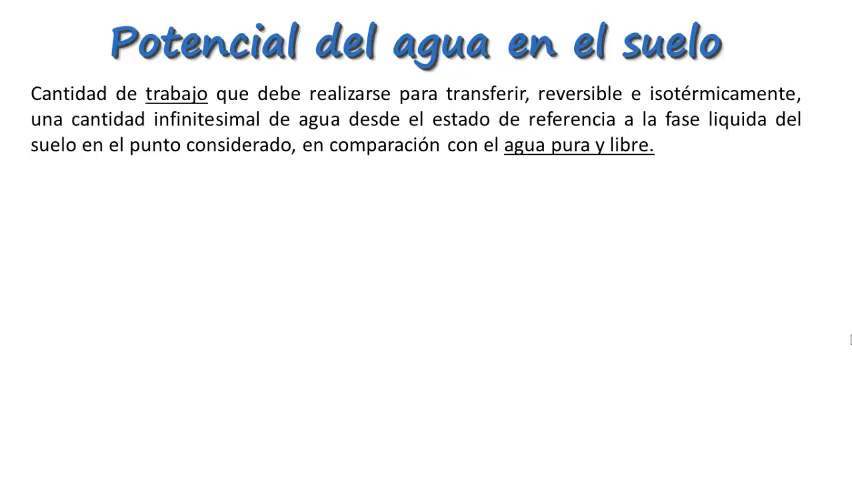 Potencial del agua en el suelo
Cantidad de trabajo que debe realizarse para transferir, reversible e isotérmicamente,
una cantidad infinitesimal de agua desde el estado de referencia a la fase liquida del
suelo en el punto considerado, en comparación con el agua pura y libre.